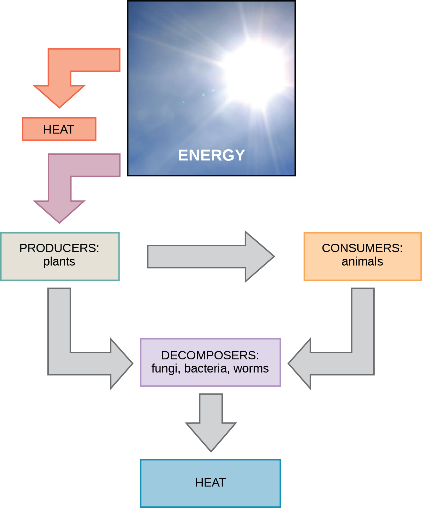 ENERGY
HEAT
PRODUCERS:
plants
CONSUMERS:
animals
DECOMPOSERS:
fungi, bacteria, worms
HEAT